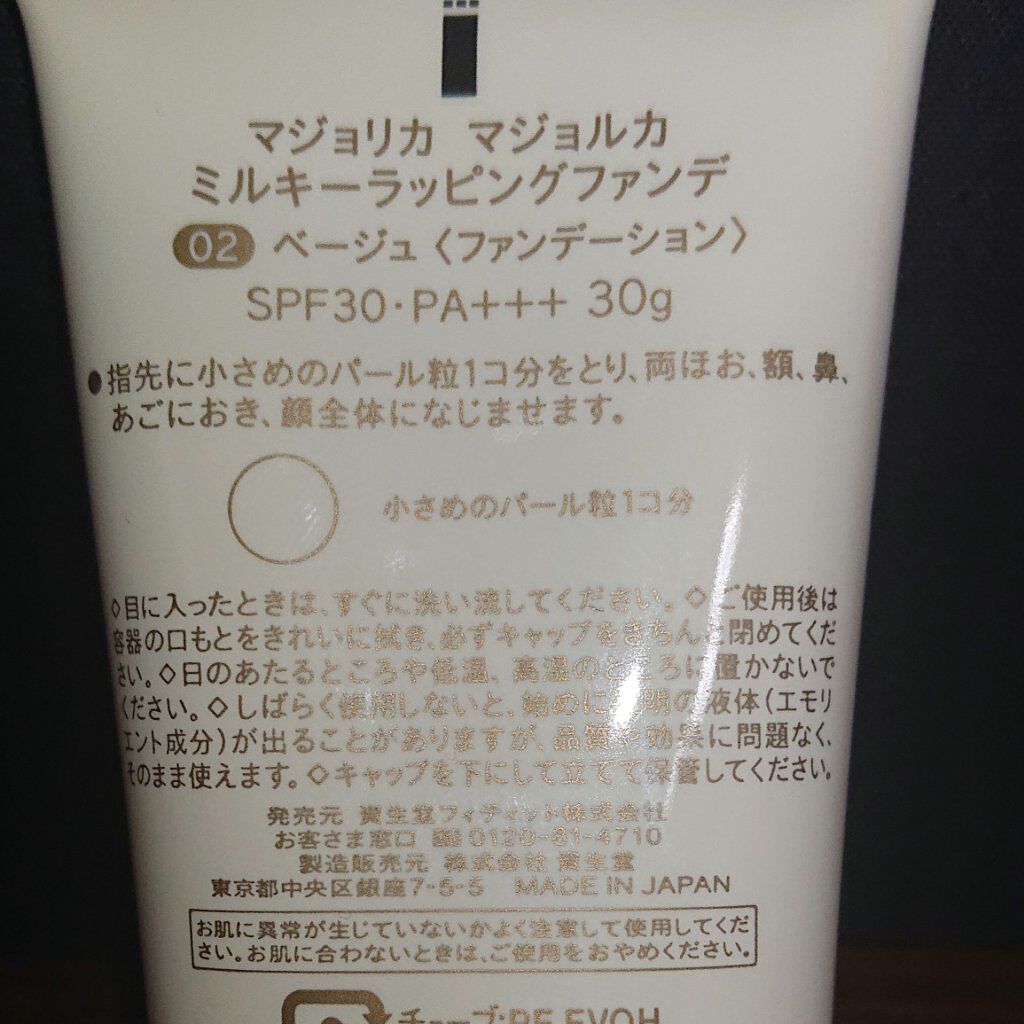 マジョリカ マジョルカ
ミルキーラッピングファンデ
02 ベージュ〈ファンデーション〉
SPF30・PA+++ 30g
●指先に小さめのパール粒1コ分をとり、両ほお、額、鼻、
あごにおき、顔全体になじませます。
小さめのパール粒1コ分
◇目に入ったときは、すぐに洗い流してください。◇ご使用後は
容器の口もとをきれいに拭き、必ずキャップをきちんと閉めてくだ
さい。◇日のあたるところや低温、高温のところに置かないで
ください。◇しばらく使用しないと、始めに透明の液体(エモリ
エント成分)が出ることがありますが、品質や効果に問題なく、
そのまま使えます。◇キャップを下にして立てて保管してください。
発売元 資生堂フィティット株式会社
お客さま窓口 0120-81-4710
製造販売元 株式会社 資生堂
東京都中央区銀座7-5-5 MADE IN JAPAN
お肌に異常が生じていないかよく注意して使用してくだ
さい。お肌に合わないときは、ご使用をおやめください。
チューブ:PE,EVOH